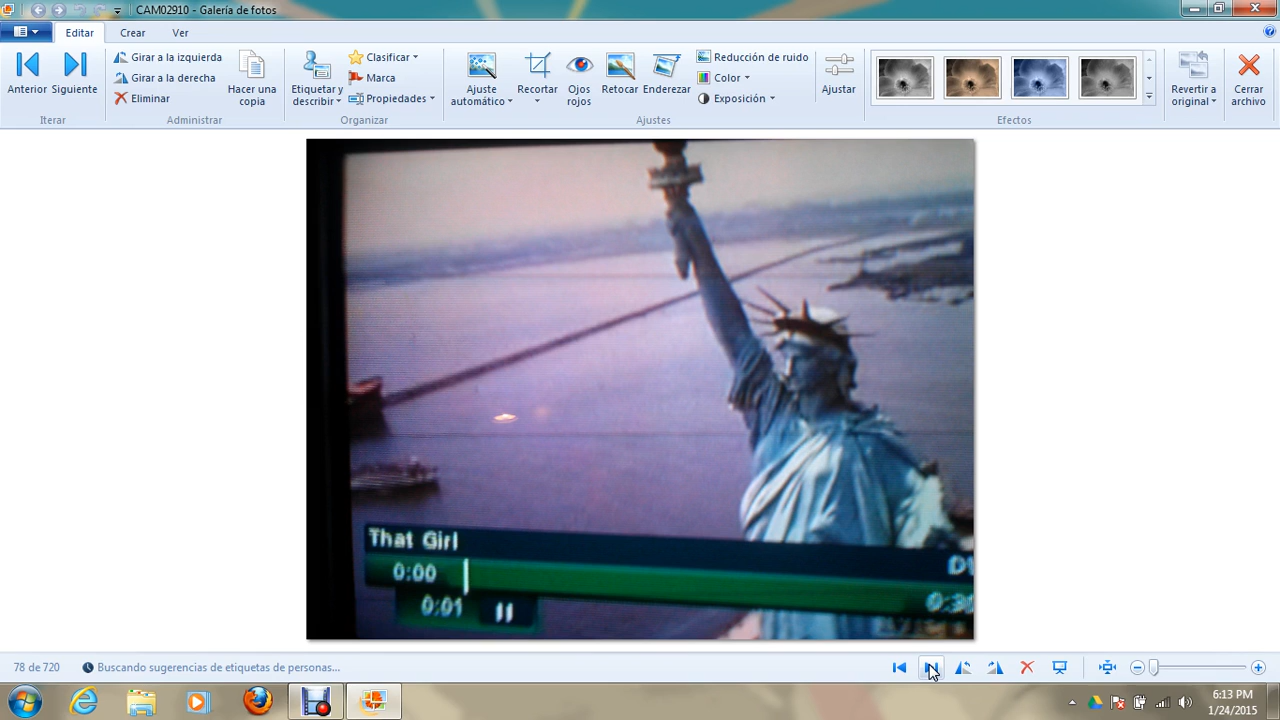 CAM02910 - Galería de fotos
Editar
Crear
Ver
Anterior
Siguiente
Iterar
Girar a la izquierda
Girar a la derecha
Eliminar
Hacer una copia
Administrar
Etiquetar y describir
Clasificar
Marca
Propiedades
Organizar
Ajuste automático
Recortar
Ojos rojos
Retocar
Enderezar
Reducción de ruido
Color
Exposición
Ajustar
Ajustes
Efectos
Revertir a original
Cerrar archivo
That Girl
0:00
0:01
78 de 720
Buscando sugerencias de etiquetas de personas...
6:13 PM
1/24/2015